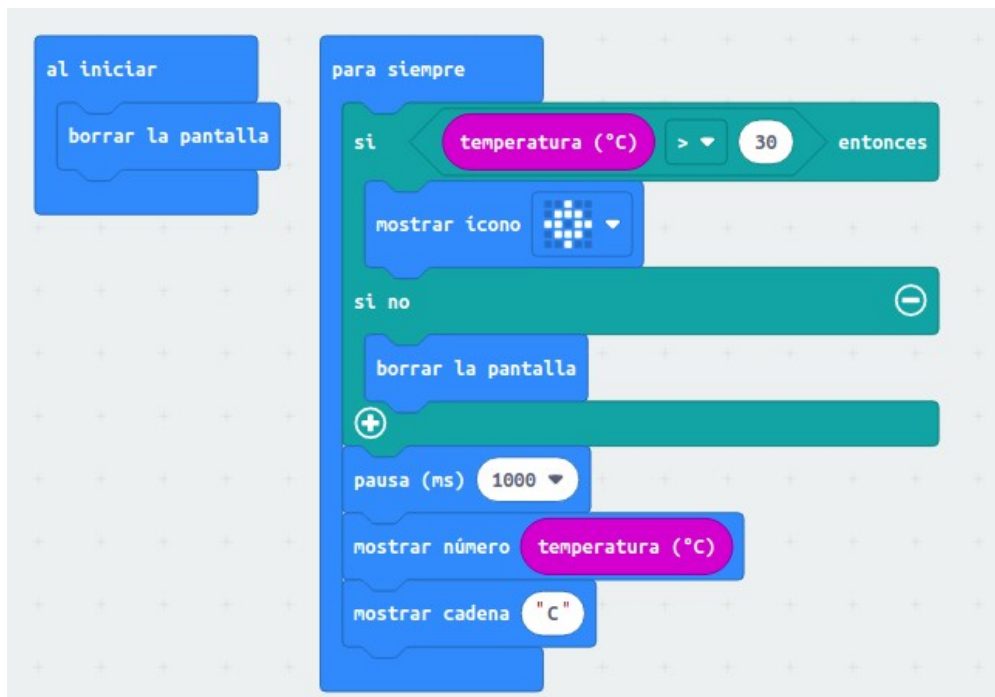 al iniciar
borrar la pantalla
para siempre
si temperatura (°C) > 30 entonces
mostrar ícono
si no
borrar la pantalla
pausa (ms) 1000
mostrar número temperatura (°C)
mostrar cadena "C"